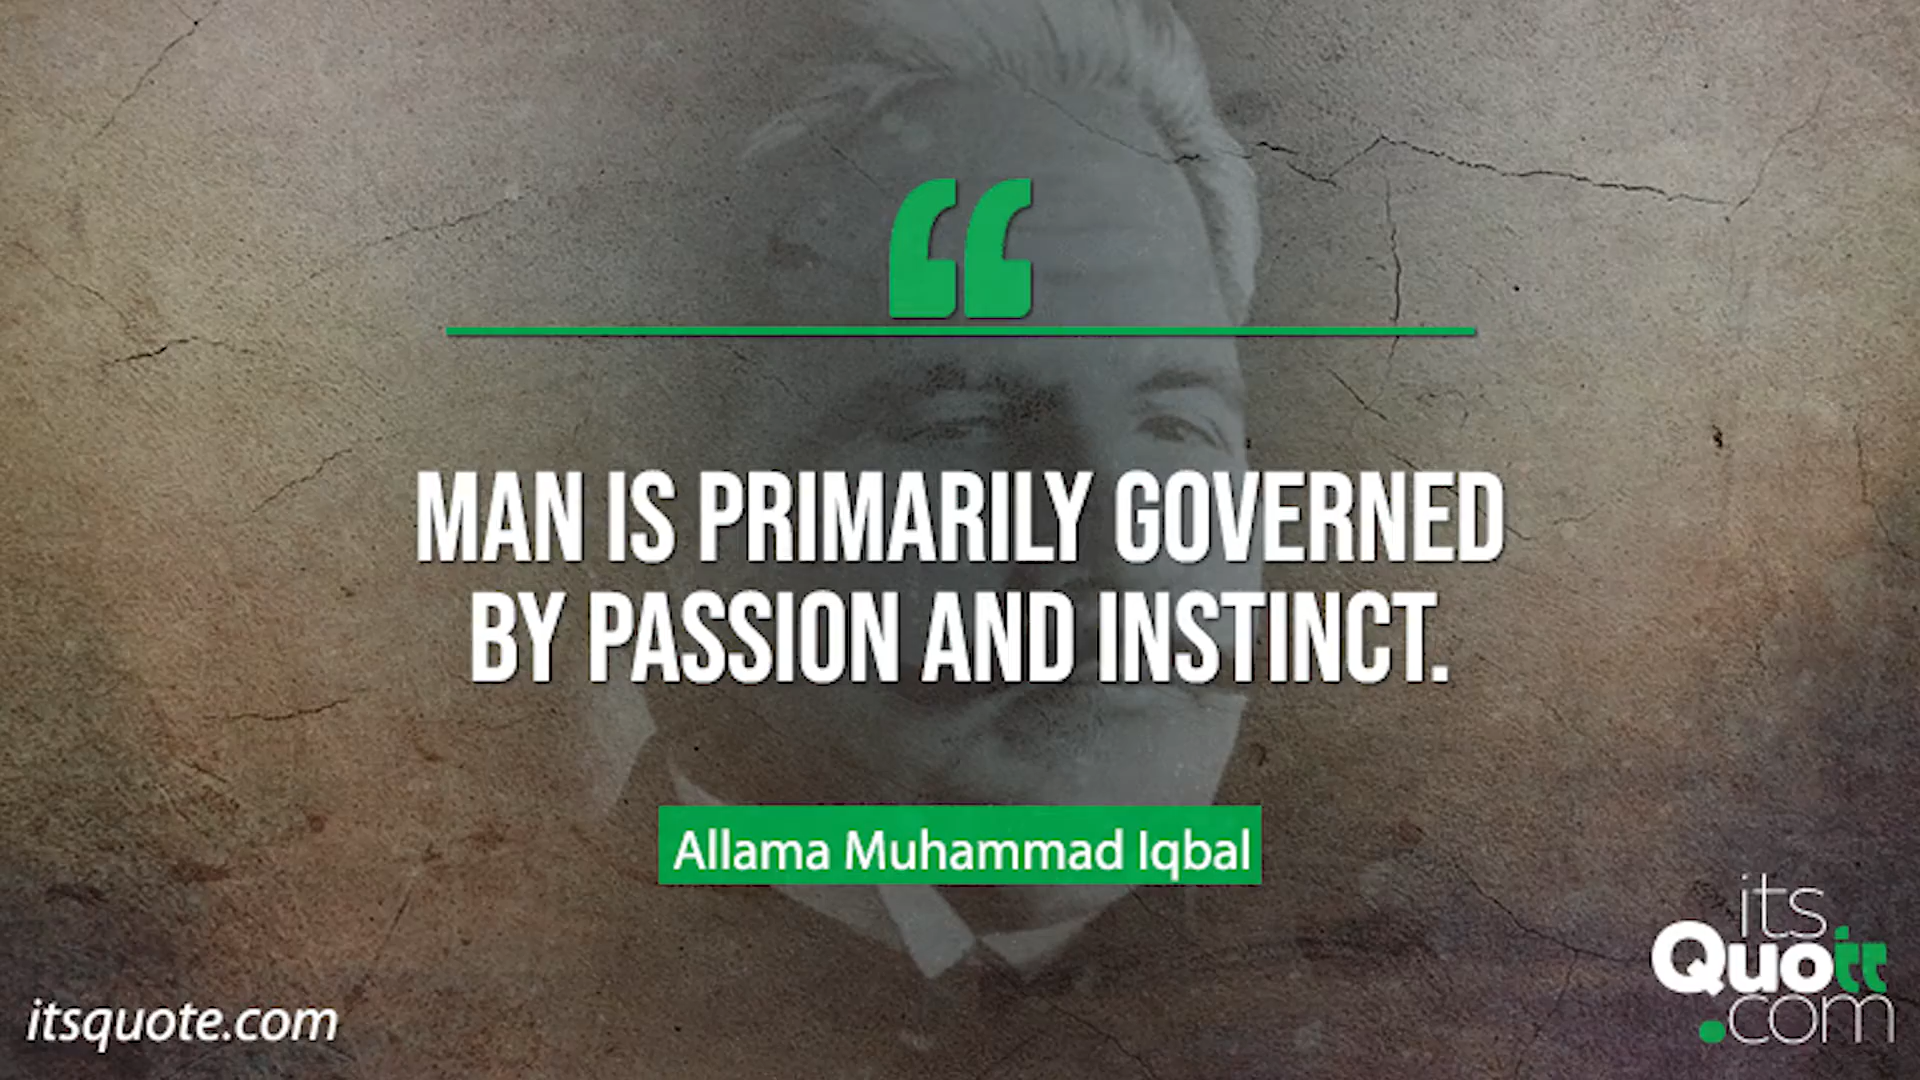 “
MAN IS PRIMARILY GOVERNED
BY PASSION AND INSTINCT.
Allama Muhammad Iqbal
itsquote.com
its
Quott
.com